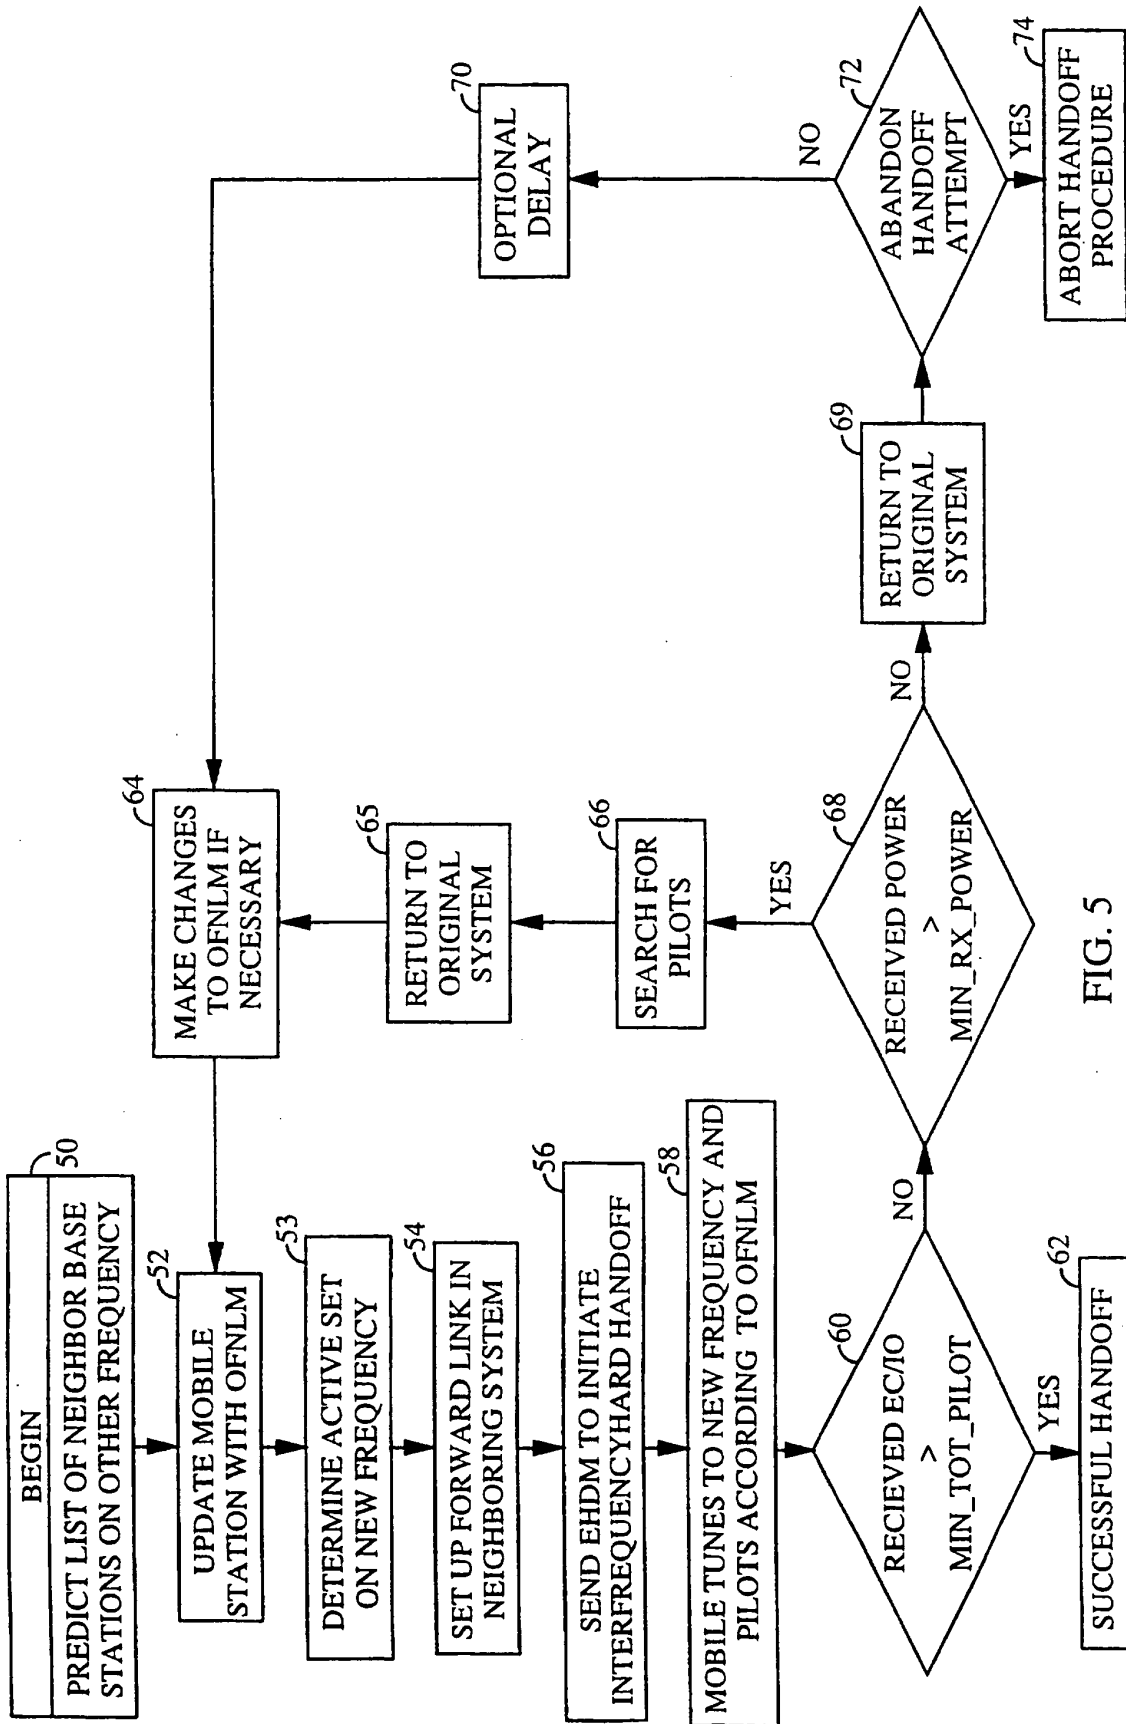 BEGIN
50
PREDICT LIST OF NEIGHBOR BASE
STATIONS ON OTHER FREQUENCY
52
UPDATE MOBILE
STATION WITH OFNLM
53
DETERMINE ACTIVE SET
ON NEW FREQUENCY
54
SET UP FORWARD LINK IN
NEIGHBORING SYSTEM
56
SEND EHDM TO INITIATE
INTERFREQUENCYHARD HANDOFF
58
MOBILE TUNES TO NEW FREQUENCY AND
PILOTS ACCORDING TO OFNLM
60
RECIEVED EC/IO
>
MIN_TOT_PILOT
YES
NO
62
SUCCESSFUL HANDOFF
64
MAKE CHANGES
TO OFNLM IF
NECESSARY
65
RETURN TO
ORIGINAL
SYSTEM
66
SEARCH FOR
PILOTS
YES
68
RECEIVED POWER
>
MIN_RX_POWER
NO
69
RETURN TO
ORIGINAL
SYSTEM
70
OPTIONAL
DELAY
NO
72
ABANDON
HANDOFF
ATTEMPT
YES
74
ABORT HANDOFF
PROCEDURE
FIG. 5